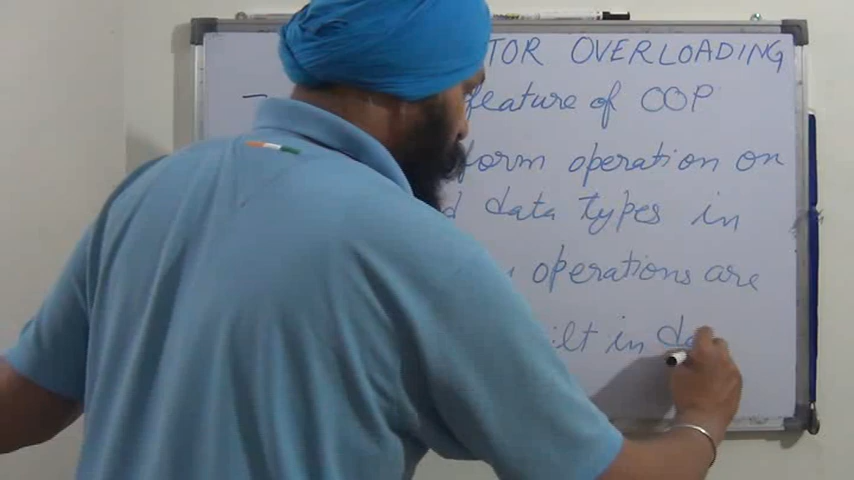 TOR OVERLOADING
- feature of OOP
form operation on
d data types in
operations are
ilt in da